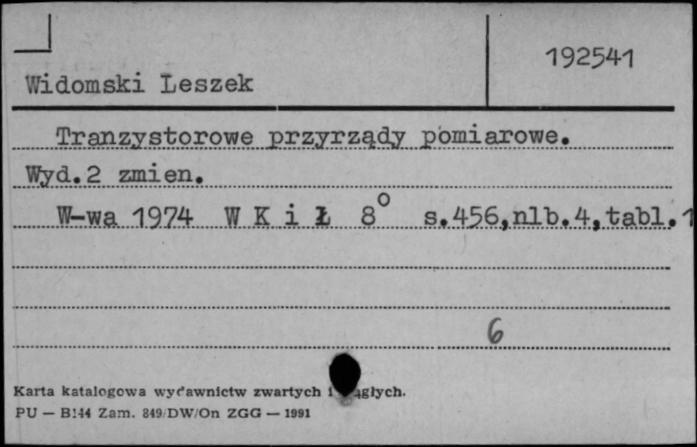 192541
Widomski Leszek
Tranzystorowe przyrządy pomiarowe.
Wyd.2 zmien.
W-wa 1974 W K i Ł 8° s.456,nlb.4,tabl.1
6
Karta katalogowa wydawnictw zwartych i
PU — B144 Zam. 849/DW/On ZGG — 1991